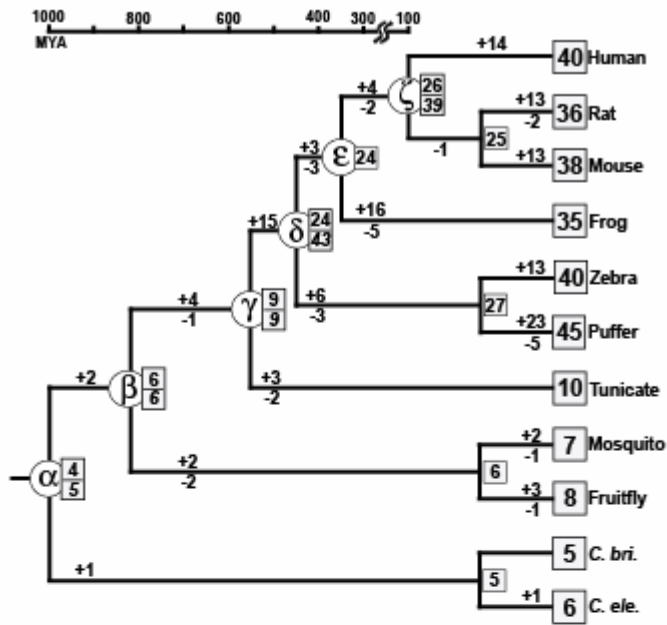 1000 800 600 400 300 100
MYA
+14
40 Human
+4
-2
ζ 26
39
+13
-2
36 Rat
25
-1
+13
38 Mouse
+3
-3
ε 24
+16
-5
35 Frog
+15
δ 24
43
+13
40 Zebra
+6
-3
27
+23
-5
45 Puffer
+4
-1
γ 9
9
+3
-2
10 Tunicate
+2
β 6
6
+2
-1
7 Mosquito
+2
-2
6
+3
-1
8 Fruitfly
α 4
5
5 C. bri.
+1
5
+1
6 C. ele.